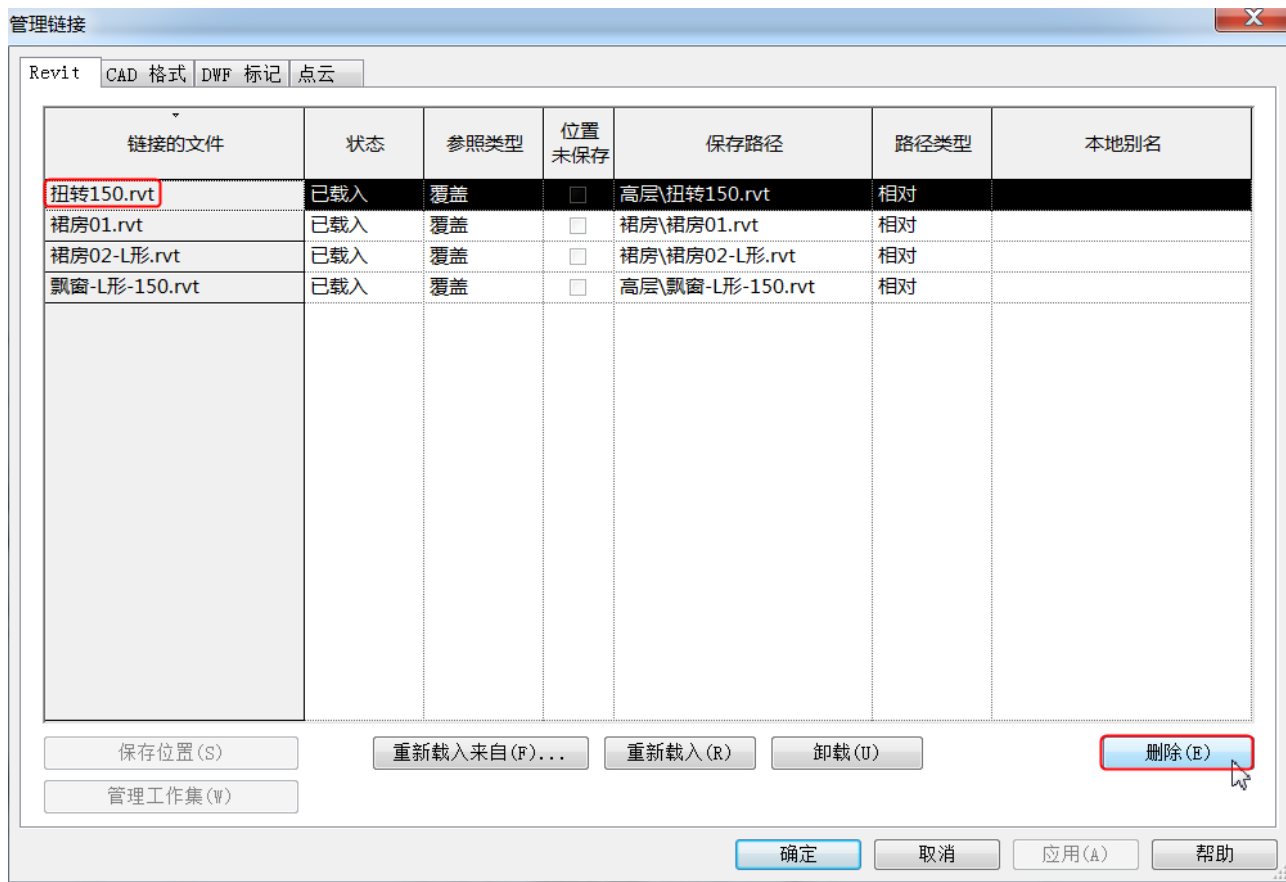 管理链接
Revit CAD 格式 DWF 标记 点云
链接的文件 状态 参照类型 位置未保存 保存路径 路径类型 本地别名
扭转150.rvt 已载入 覆盖 高层\扭转150.rvt 相对
裙房01.rvt 已载入 覆盖 裙房\裙房01.rvt 相对
裙房02-L形.rvt 已载入 覆盖 裙房\裙房02-L形.rvt 相对
飘窗-L形-150.rvt 已载入 覆盖 高层\飘窗-L形-150.rvt 相对
保存位置(S) 重新载入来自(F)... 重新载入(R) 卸载(U) 删除(E)
管理工作集(W)
确定 取消 应用(A) 帮助